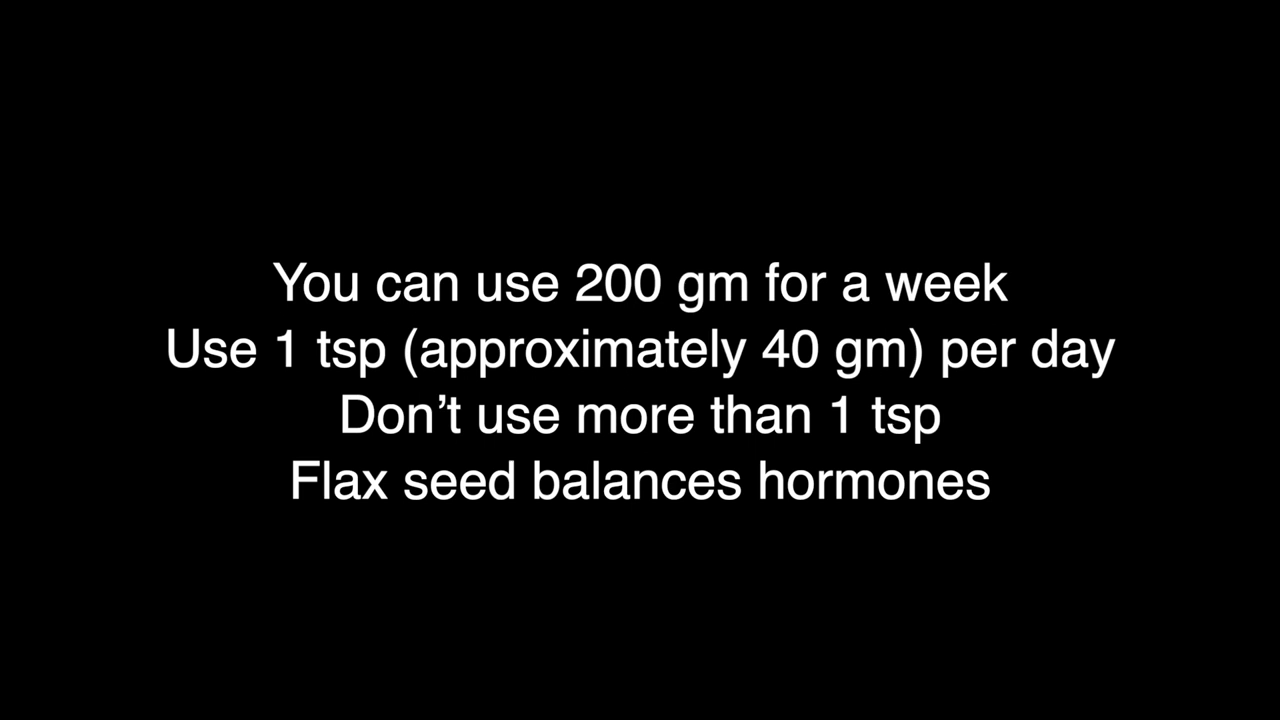 You can use 200 gm for a week
Use 1 tsp (approximately 40 gm) per day
Don’t use more than 1 tsp
Flax seed balances hormones